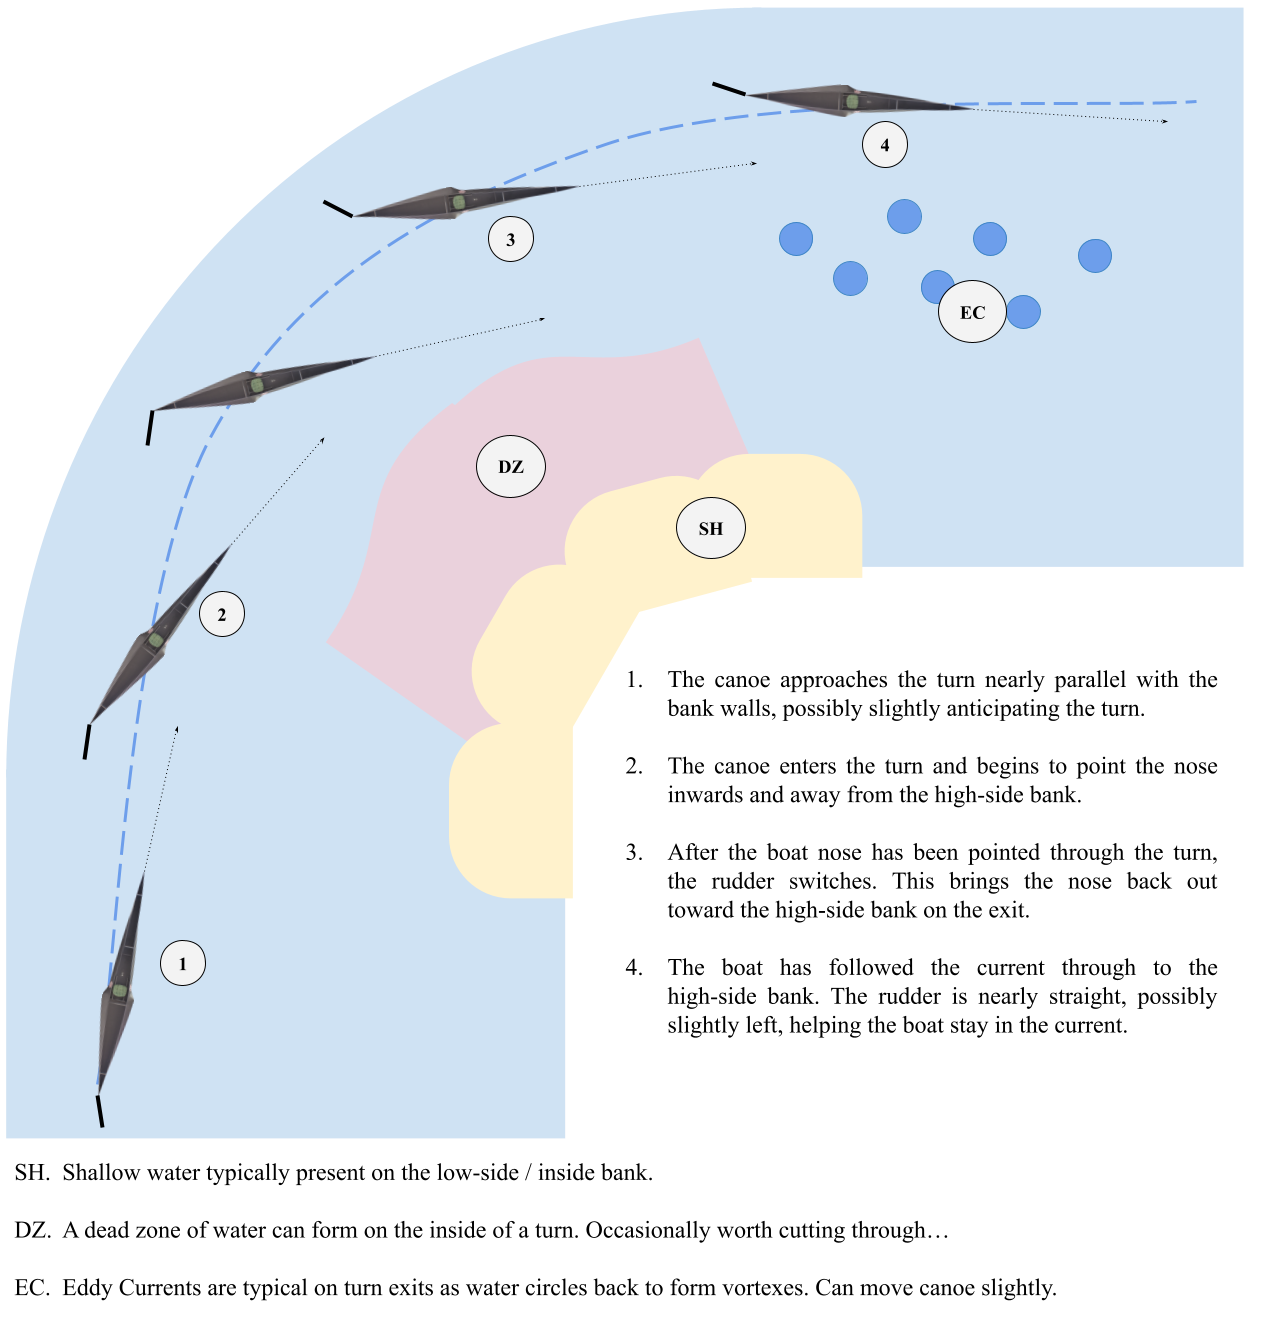 4
3
EC
DZ
SH
2
1. The canoe approaches the turn nearly parallel with the
bank walls, possibly slightly anticipating the turn.
2. The canoe enters the turn and begins to point the nose
inwards and away from the high-side bank.
3. After the boat nose has been pointed through the turn,
the rudder switches. This brings the nose back out
toward the high-side bank on the exit.
1
4. The boat has followed the current through to the
high-side bank. The rudder is nearly straight, possibly
slightly left, helping the boat stay in the current.
SH. Shallow water typically present on the low-side / inside bank.
DZ. A dead zone of water can form on the inside of a turn. Occasionally worth cutting through…
EC. Eddy Currents are typical on turn exits as water circles back to form vortexes. Can move canoe slightly.